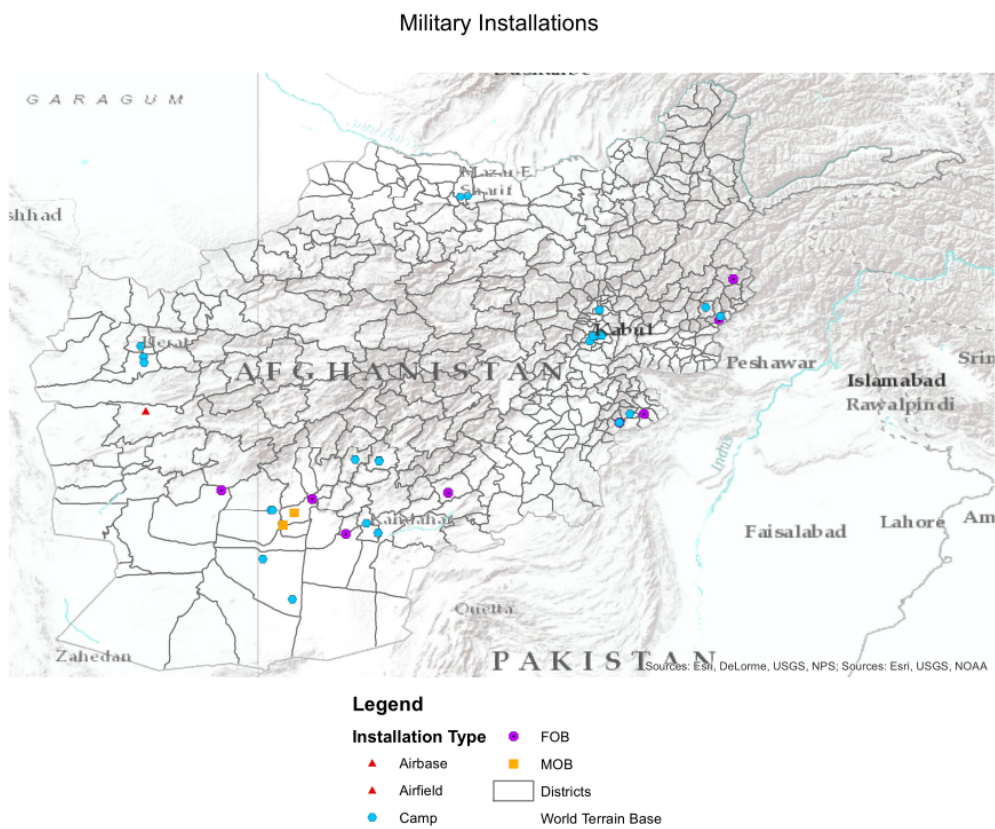 Military Installations
GARAGUM
Mazar-E
Sharif
shhad
Kabul
Herat
AFGHANISTAN
Peshawar
Islamabad
Rawalpindi
Srin
Indus
Kandahar
Faisalabad
Lahore
Am
Quetta
Zahedan
PAKISTAN
Sources: Esri, DeLorme, USGS, NPS; Sources: Esri, USGS, NOAA
Legend
Installation Type
Airbase
Airfield
Camp
FOB
MOB
Districts
World Terrain Base